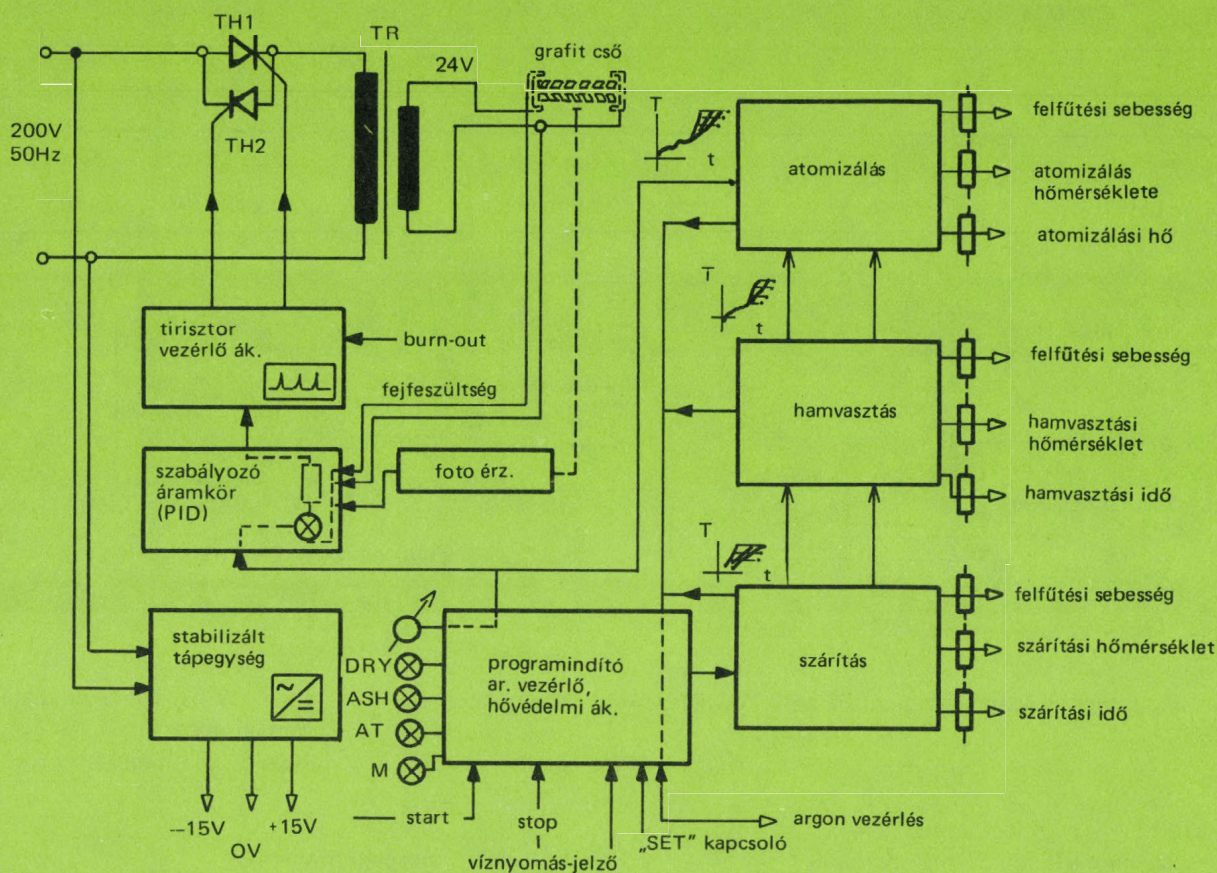 TH1
TR
24V
grafit cső
200V
50Hz
TH2
T
t
atomizálás
felfűtési sebesség
atomizálás
hőmérséklete
atomizálási hő
tirisztor
vezérlő ák.
burn-out
T
t
hamvasztás
felfűtési sebesség
hamvasztási
hőmérséklet
hamvasztási idő
fejfeszültség
szabályozó
áramkör
(PID)
foto érz.
T
t
szárítás
felfűtési sebesség
szárítási hőmérséklet
szárítási idő
stabilizált
tápegység
~
=
−15V
OV
+15V
DRY
ASH
AT
M
programindító
ar. vezérlő,
hővédelmi ák.
start
stop
víznyomás-jelző
„SET” kapcsoló
argon vezérlés